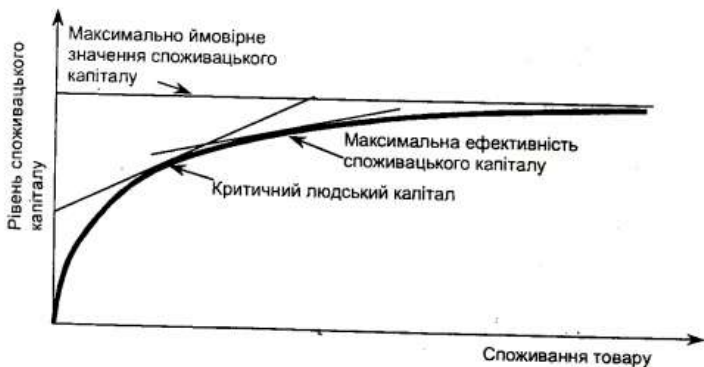 Максимально ймовірне
значення споживацького
капіталу
Рівень споживацького
капіталу
Максимальна ефективність
споживацького капіталу
Критичний людський капітал
Споживання товару